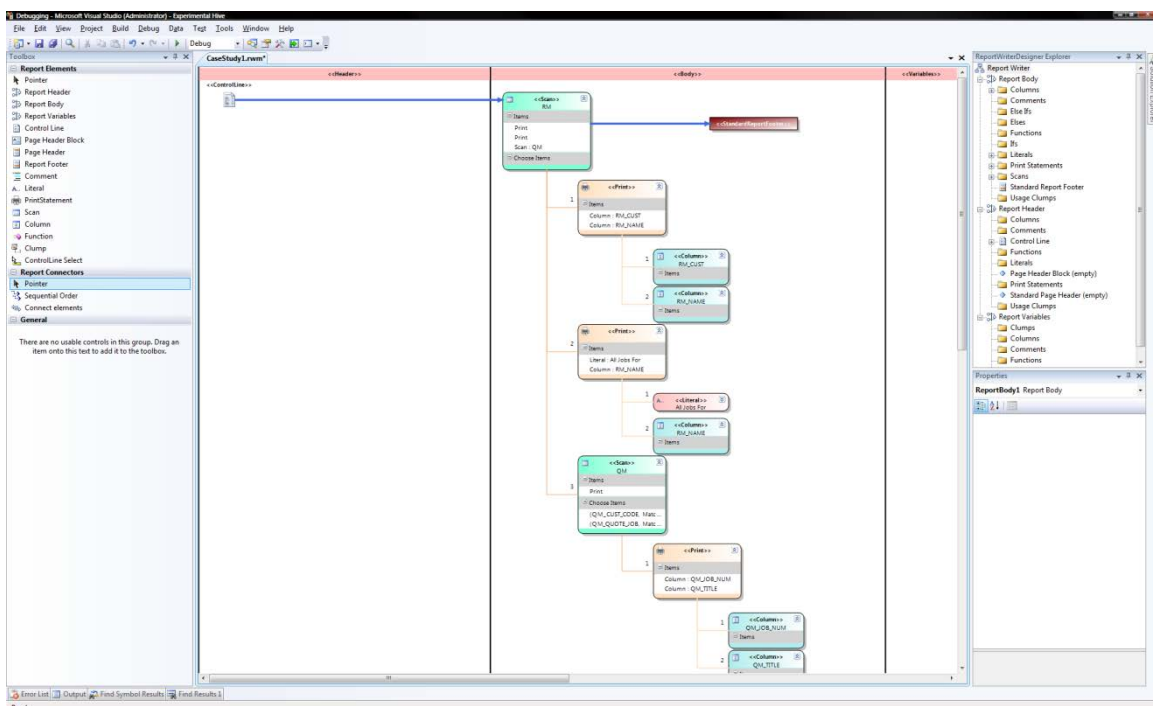 Debugging - Microsoft Visual Studio (Administrator) - Experimental Hive
File Edit View Project Build Debug Data Test Tools Window Help
Debug
Toolbox
Report Elements
Pointer
Report Header
Report Body
Report Variables
Control Line
Page Header Block
Page Header
Report Footer
Comment
Literal
PrintStatement
Scan
Column
Function
Clump
ControlLine Select
Report Connectors
Pointer
Sequential Order
Connect elements
General
There are no usable controls in this group. Drag an
item onto this text to add it to the toolbox.
CaseStudy1.rwm*
<<Header>>
<<Body>>
<<Variables>>
<<ControlLine>>
<<Scan>>
RM
Items
Print
Print
Scan : QM
Choose Items
<<StandardReportFooter>>
1
<<Print>>
Items
Column : RM_CUST
Column : RM_NAME
1
<<Column>>
RM_CUST
Items
2
<<Column>>
RM_NAME
Items
2
<<Print>>
Items
Literal : All Jobs For
Column : RM_NAME
1
A..
<<Literal>>
All Jobs For
2
<<Column>>
RM_NAME
Items
3
<<Scan>>
QM
Items
Print
Choose Items
(QM_CUST_CODE, Matc...
(QM_QUOTE_JOB, Matc...
1
<<Print>>
Items
Column : QM_JOB_NUM
Column : QM_TITLE
1
<<Column>>
QM_JOB_NUM
Items
2
<<Column>>
QM_TITLE
ReportWriterDesigner Explorer
Report Writer
Report Body
Columns
Comments
Else Ifs
Elses
Functions
Ifs
Literals
Print Statements
Scans
Standard Report Footer
Usage Clumps
Report Header
Columns
Comments
Control Line
Functions
Literals
Page Header Block (empty)
Print Statements
Standard Page Header (empty)
Usage Clumps
Report Variables
Clumps
Columns
Comments
Functions
Solution Explorer
Properties
ReportBody1 Report Body
Error List Output Find Symbol Results Find Results 1